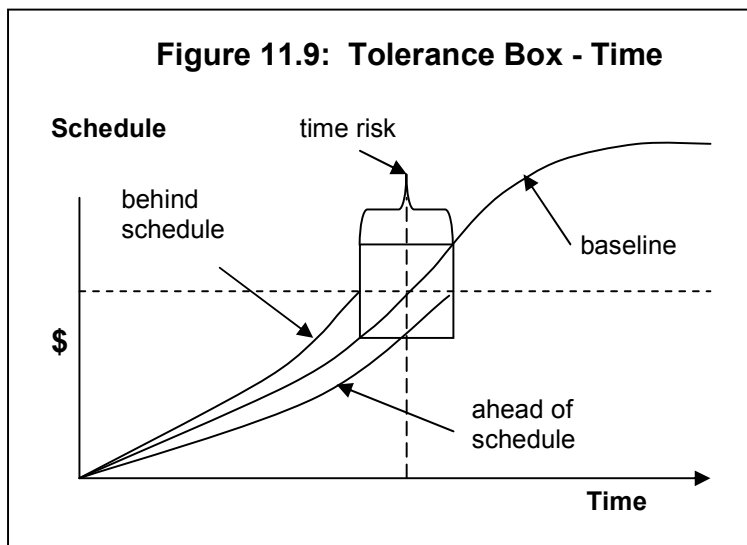 Figure 11.9: Tolerance Box - Time
Schedule
time risk
behind
schedule
baseline
$
ahead of
schedule
Time